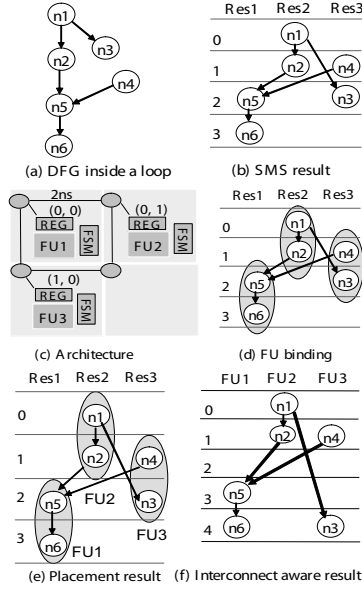 n1
n2
n3
n4
n5
n6
(a) DFG inside a loop
Res1 Res2 Res3
0
n1
1
n2
n4
2
n5
n3
3
n6
(b) SMS result
2ns
(0, 0)
REG
FU1
FSM
(0, 1)
REG
FU2
FSM
(1, 0)
REG
FU3
FSM
(c) Architecture
Res1 Res2 Res3
0
n1
1
n2
n4
2
n5
n3
3
n6
(d) FU binding
Res1 Res2 Res3
0
n1
1
n2
n4
FU2
2
n5
n3
FU3
3
n6
FU1
(e) Placement result
FU1 FU2 FU3
0
n1
1
n2
n4
2
3
n5
4
n6
n3
(f) Interconnect aware result